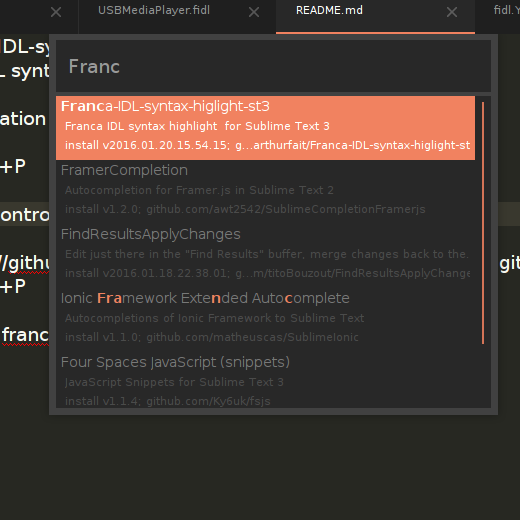 USBMediaPlayer.fidl
README.md
fidl.Y
IDL-sy
L synt
Franc
Franca-IDL-syntax-higlight-st3
Franca IDL syntax highlight for Sublime Text 3
install v2016.01.20.15.54.15; g...arthurfait/Franca-IDL-syntax-higlight-st
ation
+P
FramerCompletion
Autocompletion for Framer.js in Sublime Text 2
install v1.2.0; github.com/awt2542/SublimeCompletionFramerjs
ontro
FindResultsApplyChanges
Edit just there in the "Find Results" buffer, merge changes back to the.
install v2016.01.18.22.38.01; g...m/titoBouzout/FindResultsApplyChange
//githu
git
+P
Ionic Framework Extended Autocomplete
Autocompletions of Ionic Framework to Sublime Text
install v1.1.0; github.com/matheuscas/SublimeIonic
franc
Four Spaces JavaScript (snippets)
JavaScript Snippets for Sublime Text 3
install v1.1.4; github.com/Ky6uk/fsjs